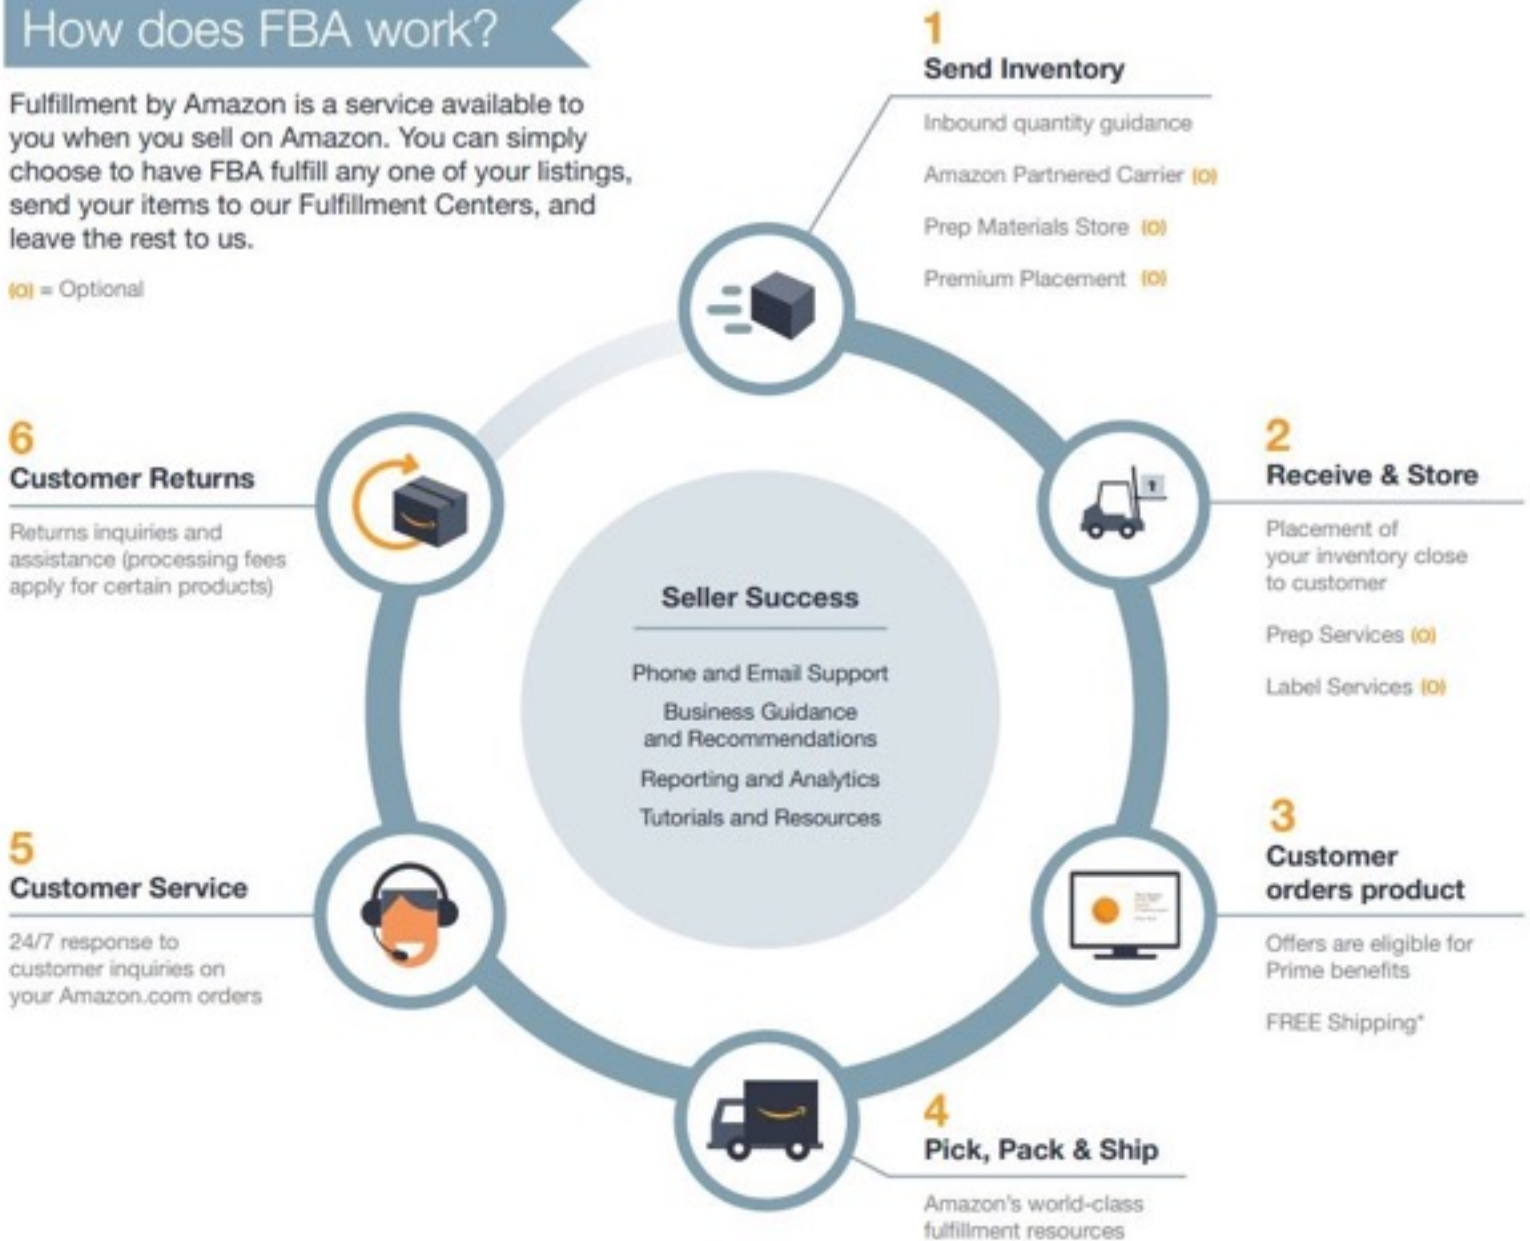 How does FBA work?
Fulfillment by Amazon is a service available to
you when you sell on Amazon. You can simply
choose to have FBA fulfill any one of your listings,
send your items to our Fulfillment Centers, and
leave the rest to us.
(O) = Optional
1
Send Inventory
Inbound quantity guidance
Amazon Partnered Carrier (O)
Prep Materials Store (O)
Premium Placement (O)
2
Receive & Store
Placement of
your inventory close
to customer
Prep Services (O)
Label Services (O)
3
Customer
orders product
Offers are eligible for
Prime benefits
FREE Shipping*
4
Pick, Pack & Ship
Amazon's world-class
fulfillment resources
5
Customer Service
24/7 response to
customer inquiries on
your Amazon.com orders
6
Customer Returns
Returns inquiries and
assistance (processing fees
apply for certain products)
Seller Success
Phone and Email Support
Business Guidance
and Recommendations
Reporting and Analytics
Tutorials and Resources